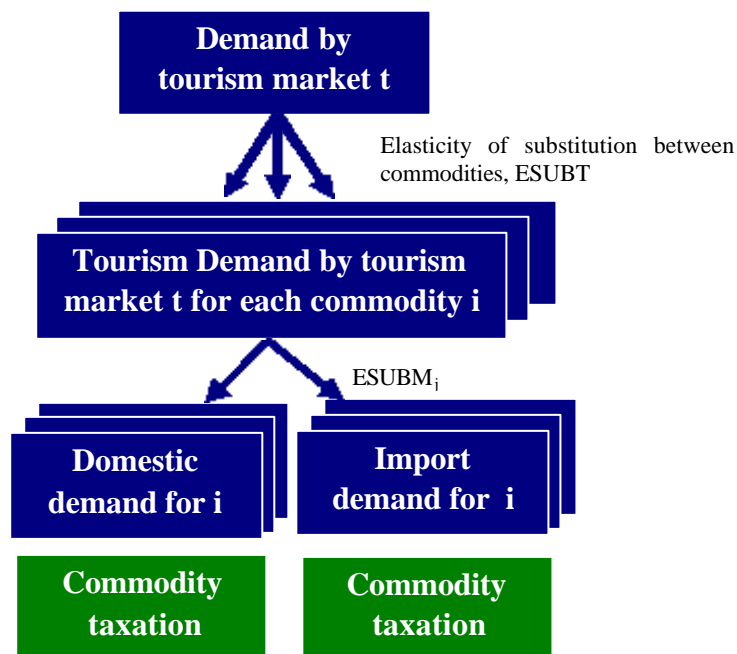 Demand by
tourism market t
Elasticity of substitution between
commodities, ESUBT
Tourism Demand by tourism
market t for each commodity i
ESUBM i
Domestic
demand for i
Import
demand for i
Commodity
taxation
Commodity
taxation